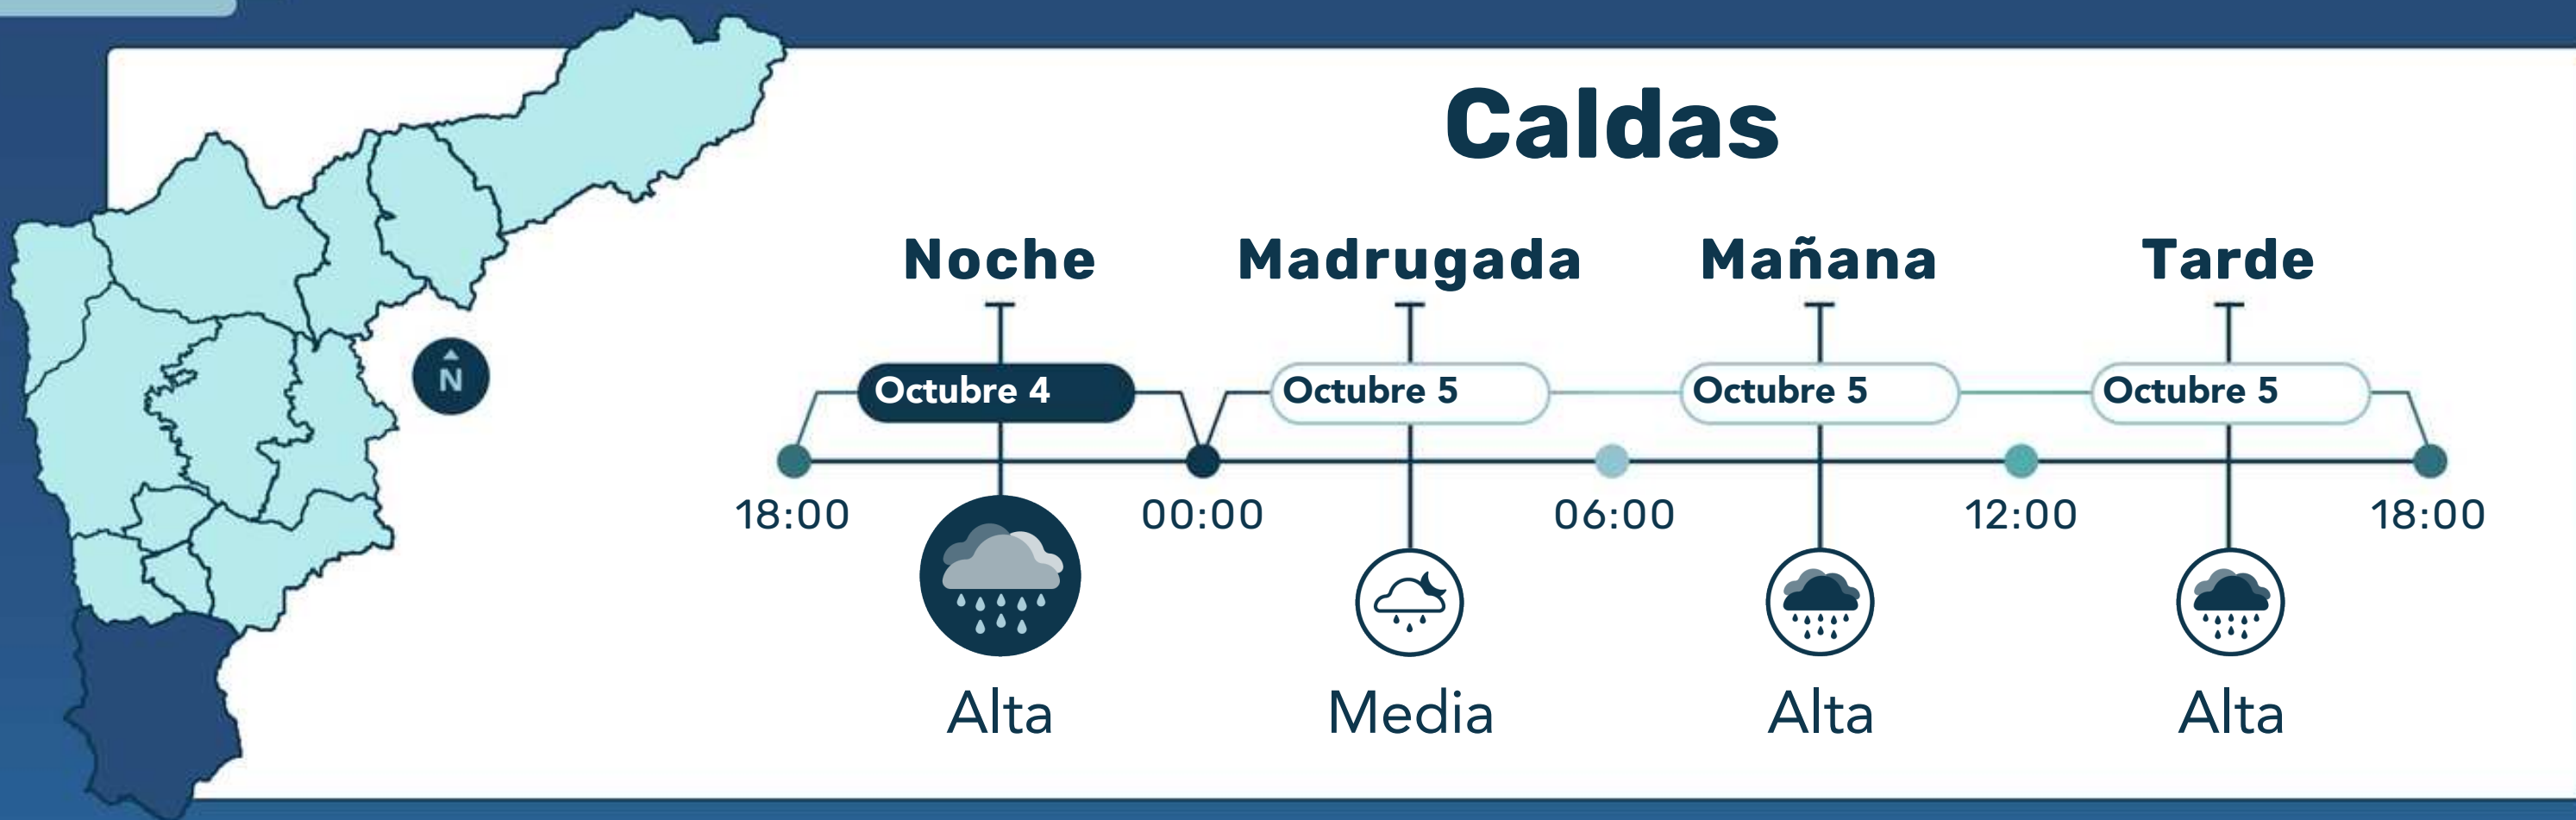 Caldas
Noche Madrugada Mañana Tarde
Octubre 4 Octubre 5 Octubre 5 Octubre 5
N
18:00 00:00 06:00 12:00 18:00
Alta Media Alta Alta